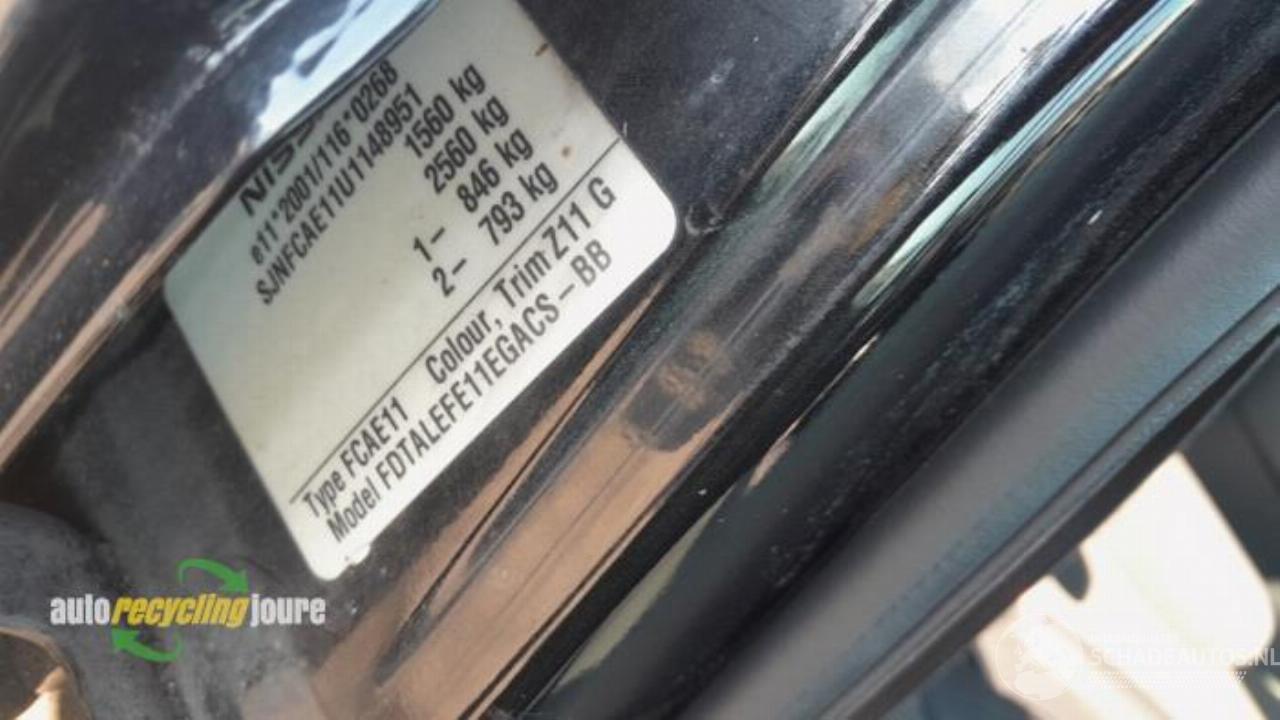 e11*2001/116*0268
SJNFCAE11U1148951
1560 kg
2560 kg
1– 846 kg
2– 793 kg
Type FCAE11 Colour, Trim Z11 G
Model FDTALEFE11EGACS – BB
autorecyclingjoure
SCHADEAUTOS.NL